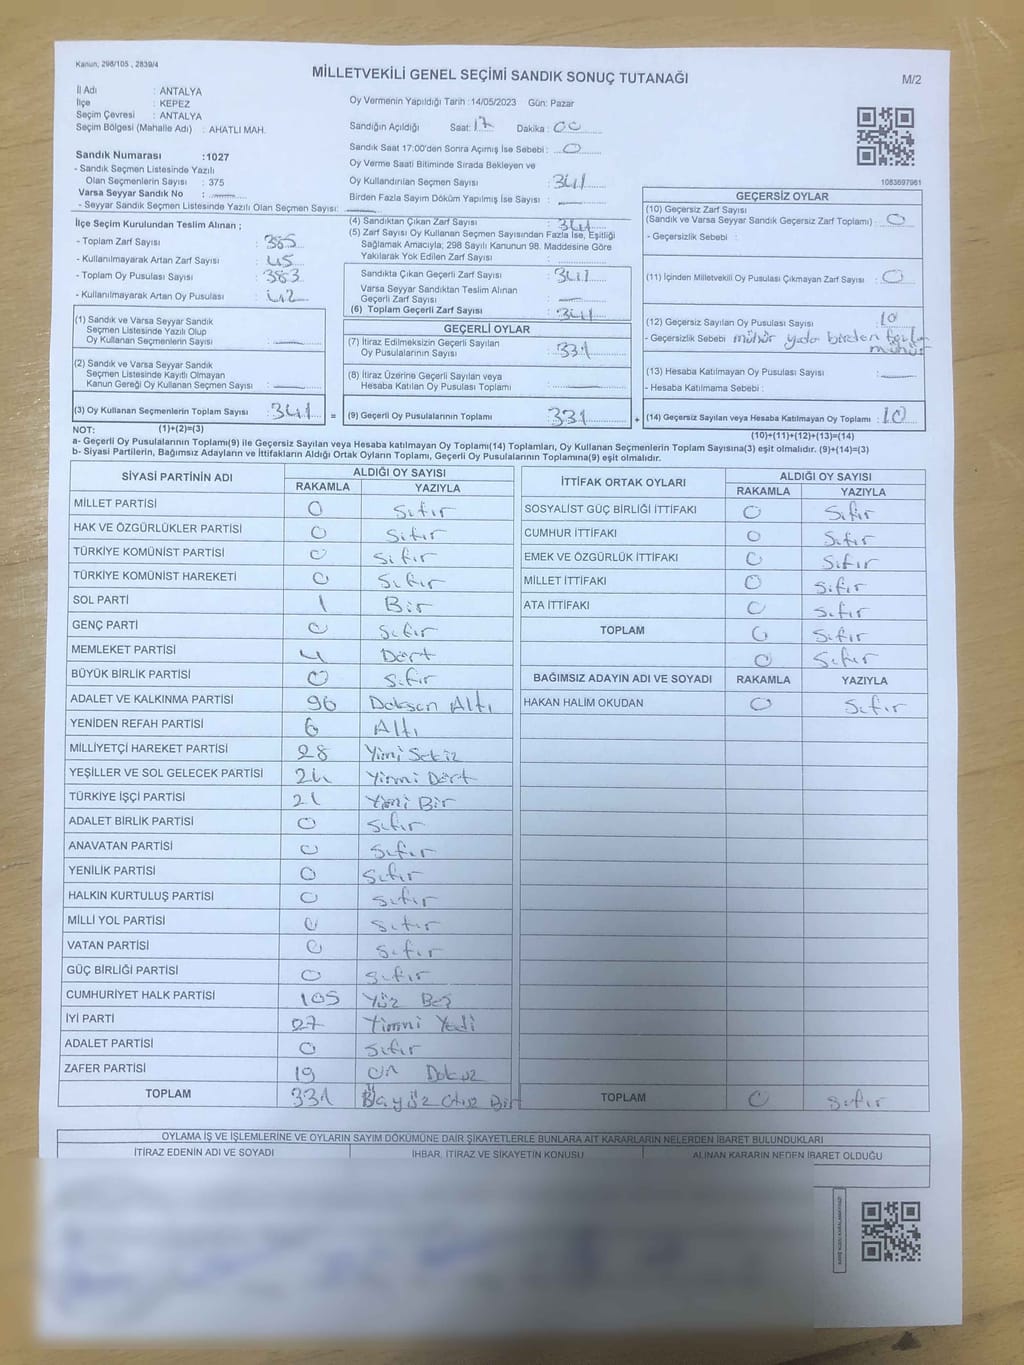 Kanun, 298/105 , 2839/4
MİLLETVEKİLİ GENEL SEÇİMİ SANDIK SONUÇ TUTANAĞI
M/2
İl Adı : ANTALYA
İlçe : KEPEZ
Seçim Çevresi : ANTALYA
Seçim Bölgesi (Mahalle Adı) : AHATLI MAH.
Sandık Numarası :1027
- Sandık Seçmen Listesinde Yazılı
Olan Seçmenlerin Sayısı : 375
Varsa Seyyar Sandık No :
- Seyyar Sandık Seçmen Listesinde Yazılı Olan Seçmen Sayısı:
Oy Vermenin Yapıldığı Tarih :14/05/2023 Gün: Pazar
Sandığın Açıldığı Saat: 17 Dakika : 00
Sandık Saat 17:00'den Sonra Açımış İse Sebebi : 0
Oy Verme Saati Bitiminde Sırada Bekleyen ve
Oy Kullandırılan Seçmen Sayısı : 341
Birden Fazla Sayım Döküm Yapılmış İse Sayısı :
1083697961
İlçe Seçim Kurulundan Teslim Alınan ;
- Toplam Zarf Sayısı : 385
- Kullanılmayarak Artan Zarf Sayısı : 45
- Toplam Oy Pusulası Sayısı : 383
- Kullanılmayarak Artan Oy Pusulası : 42
(1) Sandık ve Varsa Seyyar Sandık
Seçmen Listesinde Yazılı Olup
Oy Kullanan Seçmenlerin Sayısı :
(2) Sandık ve Varsa Seyyar Sandık
Seçmen Listesinde Kayıtlı Olmayan
Kanun Gereği Oy Kullanan Seçmen Sayısı :
(3) Oy Kullanan Seçmenlerin Toplam Sayısı : 341 =
(4) Sandıktan Çıkan Zarf Sayısı : 341
(5) Zarf Sayısı Oy Kullanan Seçmen Sayısından Fazla İse, Eşitliği
Sağlamak Amacıyla; 298 Sayılı Kanunun 98. Maddesine Göre
Yakılarak Yok Edilen Zarf Sayısı :
Sandıkta Çıkan Geçerli Zarf Sayısı : 341
Varsa Seyyar Sandıktan Teslim Alınan
Geçerli Zarf Sayısı :
(6) Toplam Geçerli Zarf Sayısı : 341
GEÇERLİ OYLAR
(7) İtiraz Edilmeksizin Geçerli Sayılan
Oy Pusulalarının Sayısı : 331
(8) İtiraz Üzerine Geçerli Sayılan veya
Hesaba Katılan Oy Pusulası Toplamı :
(9) Geçerli Oy Pusulalarının Toplamı : 331 +
GEÇERSİZ OYLAR
(10) Geçersiz Zarf Sayısı
(Sandık ve Varsa Seyyar Sandık Geçersiz Zarf Toplamı) : 0
- Geçersizlik Sebebi :
(11) İçinden Milletvekili Oy Pusulası Çıkmayan Zarf Sayısı : 0
(12) Geçersiz Sayılan Oy Pusulası Sayısı : 10
- Geçersizlik Sebebi mühür yada birden fazla
mühür
(13) Hesaba Katılmayan Oy Pusulası Sayısı :
- Hesaba Katılmama Sebebi :
(14) Geçersiz Sayılan veya Hesaba Katılmayan Oy Toplamı : 10
NOT: (1)+(2)=(3)
(10)+(11)+(12)+(13)=(14)
a- Geçerli Oy Pusulalarının Toplamı(9) ile Geçersiz Sayılan veya Hesaba katılmayan Oy Toplamı(14) Toplamları, Oy Kullanan Seçmenlerin Toplam Sayısına(3) eşit olmalıdır. (9)+(14)=(3)
b- Siyasi Partilerin, Bağımsız Adayların ve İttifakların Aldığı Ortak Oyların Toplamı, Geçerli Oy Pusulalarının Toplamına(9) eşit olmalıdır.
SİYASİ PARTİNİN ADI ALDIĞI OY SAYISI
RAKAMLA YAZIYLA
MİLLET PARTİSİ 0 Sıfır
HAK VE ÖZGÜRLÜKLER PARTİSİ 0 Sıfır
TÜRKİYE KOMÜNİST PARTİSİ 0 Sıfır
TÜRKİYE KOMÜNİST HAREKETİ 0 Sıfır
SOL PARTİ 1 Bir
GENÇ PARTİ 0 Sıfır
MEMLEKET PARTİSİ 4 Dört
BÜYÜK BİRLİK PARTİSİ 0 Sıfır
ADALET VE KALKINMA PARTİSİ 96 Doksan Altı
YENİDEN REFAH PARTİSİ 6 Altı
MİLLİYETÇİ HAREKET PARTİSİ 28 Yimi Sekiz
YEŞİLLER VE SOL GELECEK PARTİSİ 24 Yirmi Dört
TÜRKİYE İŞÇİ PARTİSİ 21 Yimi Bir
ADALET BİRLİK PARTİSİ 0 Sıfır
ANAVATAN PARTİSİ 0 Sıfır
YENİLİK PARTİSİ 0 Sıfır
HALKIN KURTULUŞ PARTİSİ 0 Sıfır
MİLLİ YOL PARTİSİ 0 Sıfır
VATAN PARTİSİ 0 Sıfır
GÜÇ BİRLİĞİ PARTİSİ 0 Sıfır
CUMHURİYET HALK PARTİSİ 105 Yüz Beş
İYİ PARTİ 27 Yimmi Yedi
ADALET PARTİSİ 0 Sıfır
ZAFER PARTİSİ 19 On Dokuz
TOPLAM 331 Üçyüz Otuz Bir
İTTİFAK ORTAK OYLARI ALDIĞI OY SAYISI
RAKAMLA YAZIYLA
SOSYALİST GÜÇ BİRLİĞİ İTTİFAKI 0 Sıfır
CUMHUR İTTİFAKI 0 Sıfır
EMEK VE ÖZGÜRLÜK İTTİFAKI 0 Sıfır
MİLLET İTTİFAKI 0 Sıfır
ATA İTTİFAKI 0 Sıfır
TOPLAM 0 Sıfır
0 Sıfır
BAĞIMSIZ ADAYIN ADI VE SOYADI RAKAMLA YAZIYLA
HAKAN HALIM OKUDAN 0 Sıfır
TOPLAM 0 Sıfır
OYLAMA İŞ VE İŞLEMLERİNE VE OYLARIN SAYIM DÖKÜMÜNE DAİR ŞİKAYETLERLE BUNLARA AİT KARARLARIN NELERDEN İBARET BULUNDUKLARI
İTİRAZ EDENİN ADI VE SOYADI İHBAR, İTİRAZ VE ŞİKAYETİN KONUSU ALINAN KARARIN NEDEN İBARET OLDUĞU